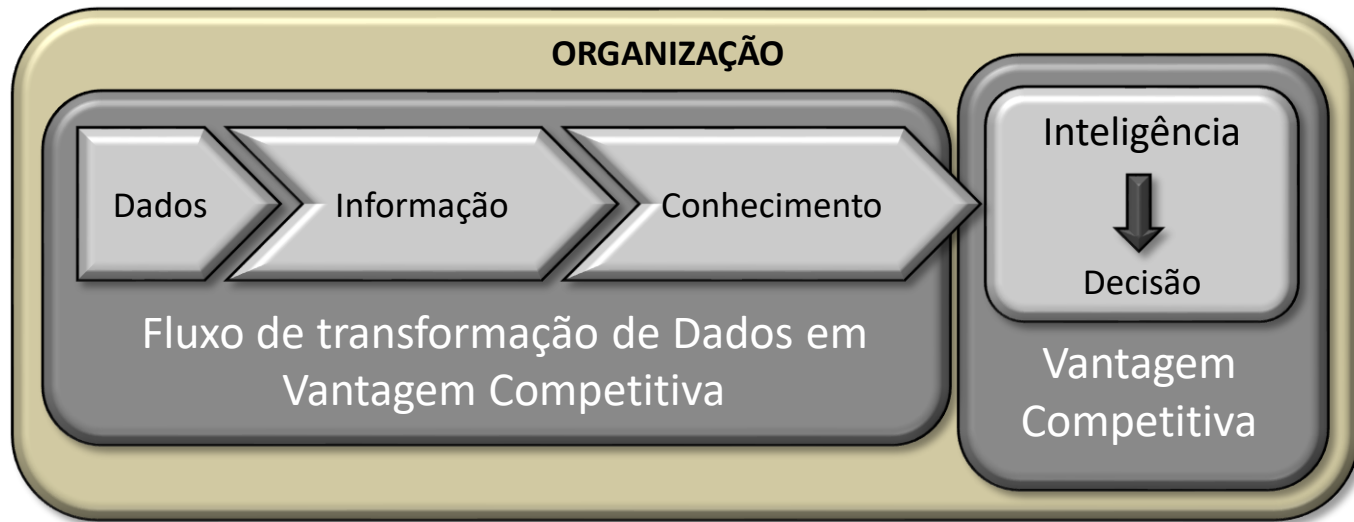 ORGANIZAÇÃO
Dados
Informação
Conhecimento
Fluxo de transformação de Dados em
Vantagem Competitiva
Inteligência
Decisão
Vantagem
Competitiva